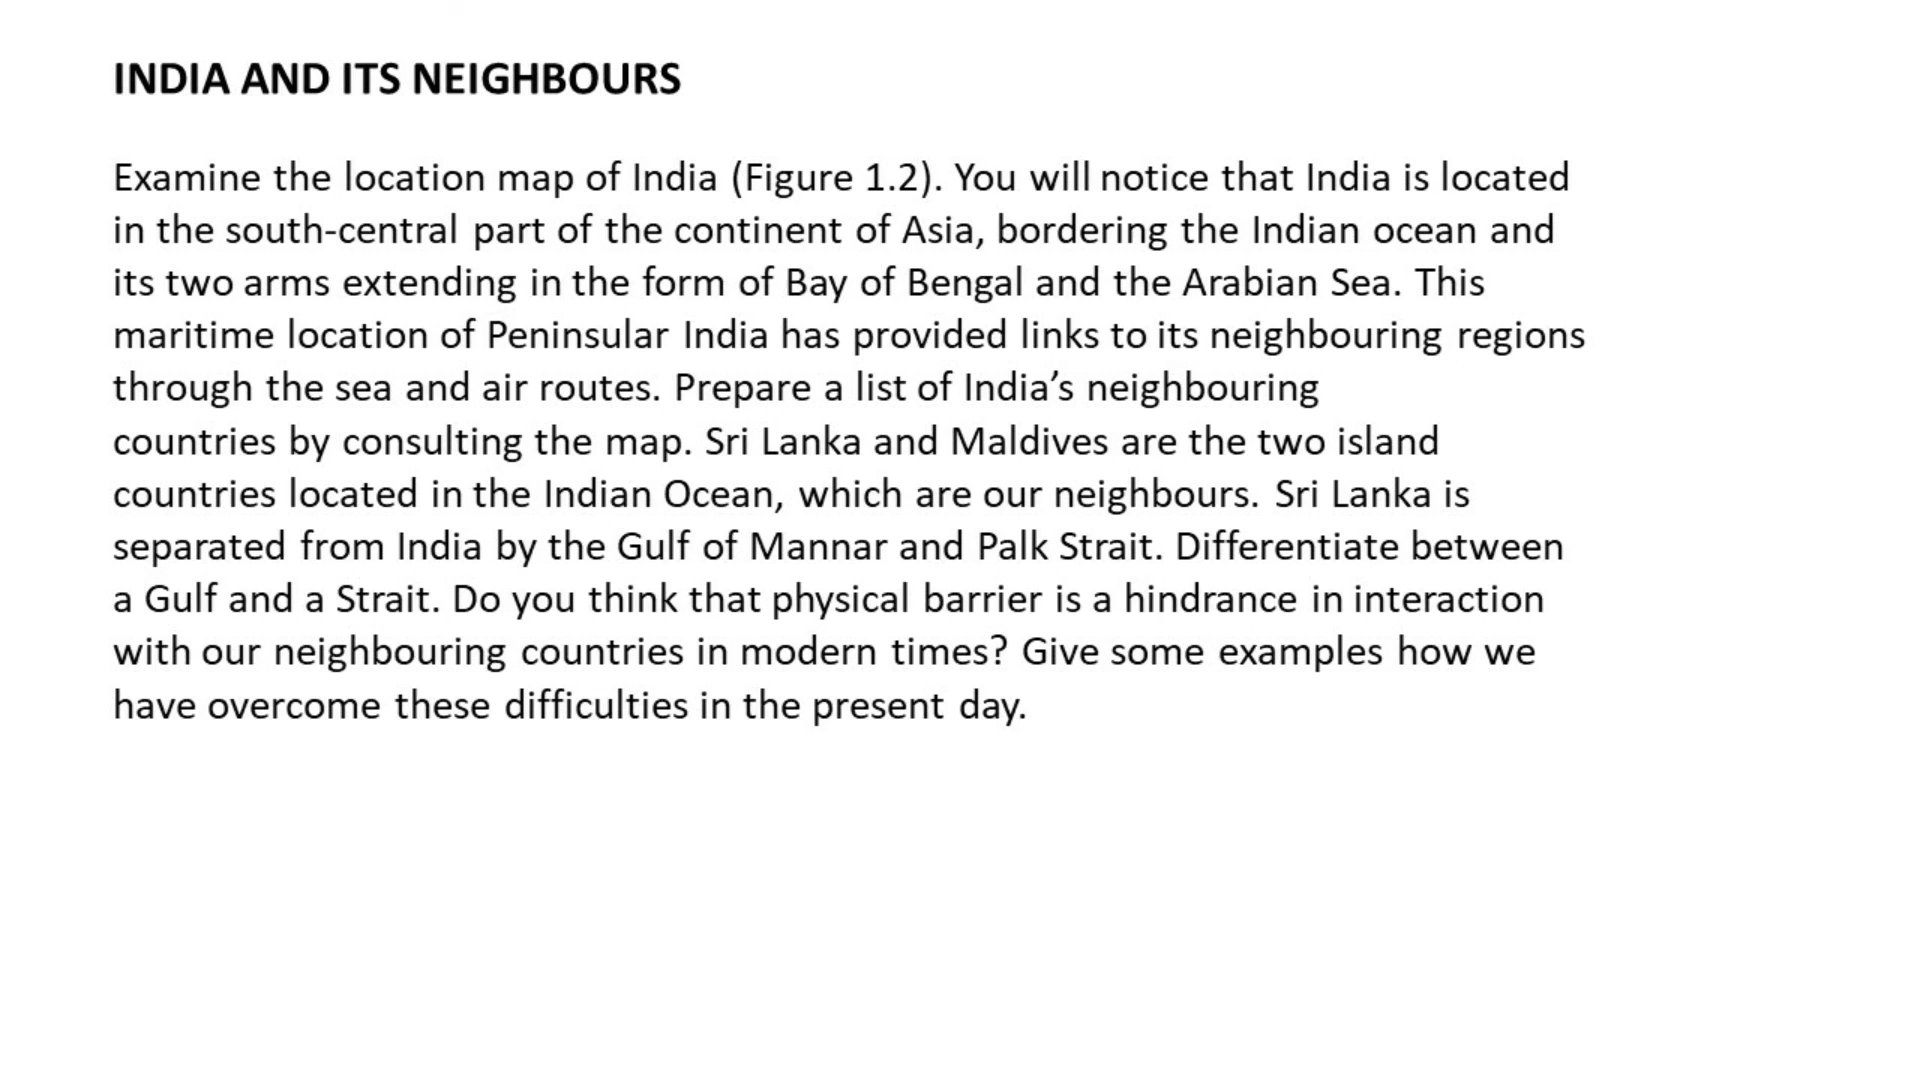 INDIA AND ITS NEIGHBOURS
Examine the location map of India (Figure 1.2). You will notice that India is located
in the south-central part of the continent of Asia, bordering the Indian ocean and
its two arms extending in the form of Bay of Bengal and the Arabian Sea. This
maritime location of Peninsular India has provided links to its neighbouring regions
through the sea and air routes. Prepare a list of India’s neighbouring
countries by consulting the map. Sri Lanka and Maldives are the two island
countries located in the Indian Ocean, which are our neighbours. Sri Lanka is
separated from India by the Gulf of Mannar and Palk Strait. Differentiate between
a Gulf and a Strait. Do you think that physical barrier is a hindrance in interaction
with our neighbouring countries in modern times? Give some examples how we
have overcome these difficulties in the present day.